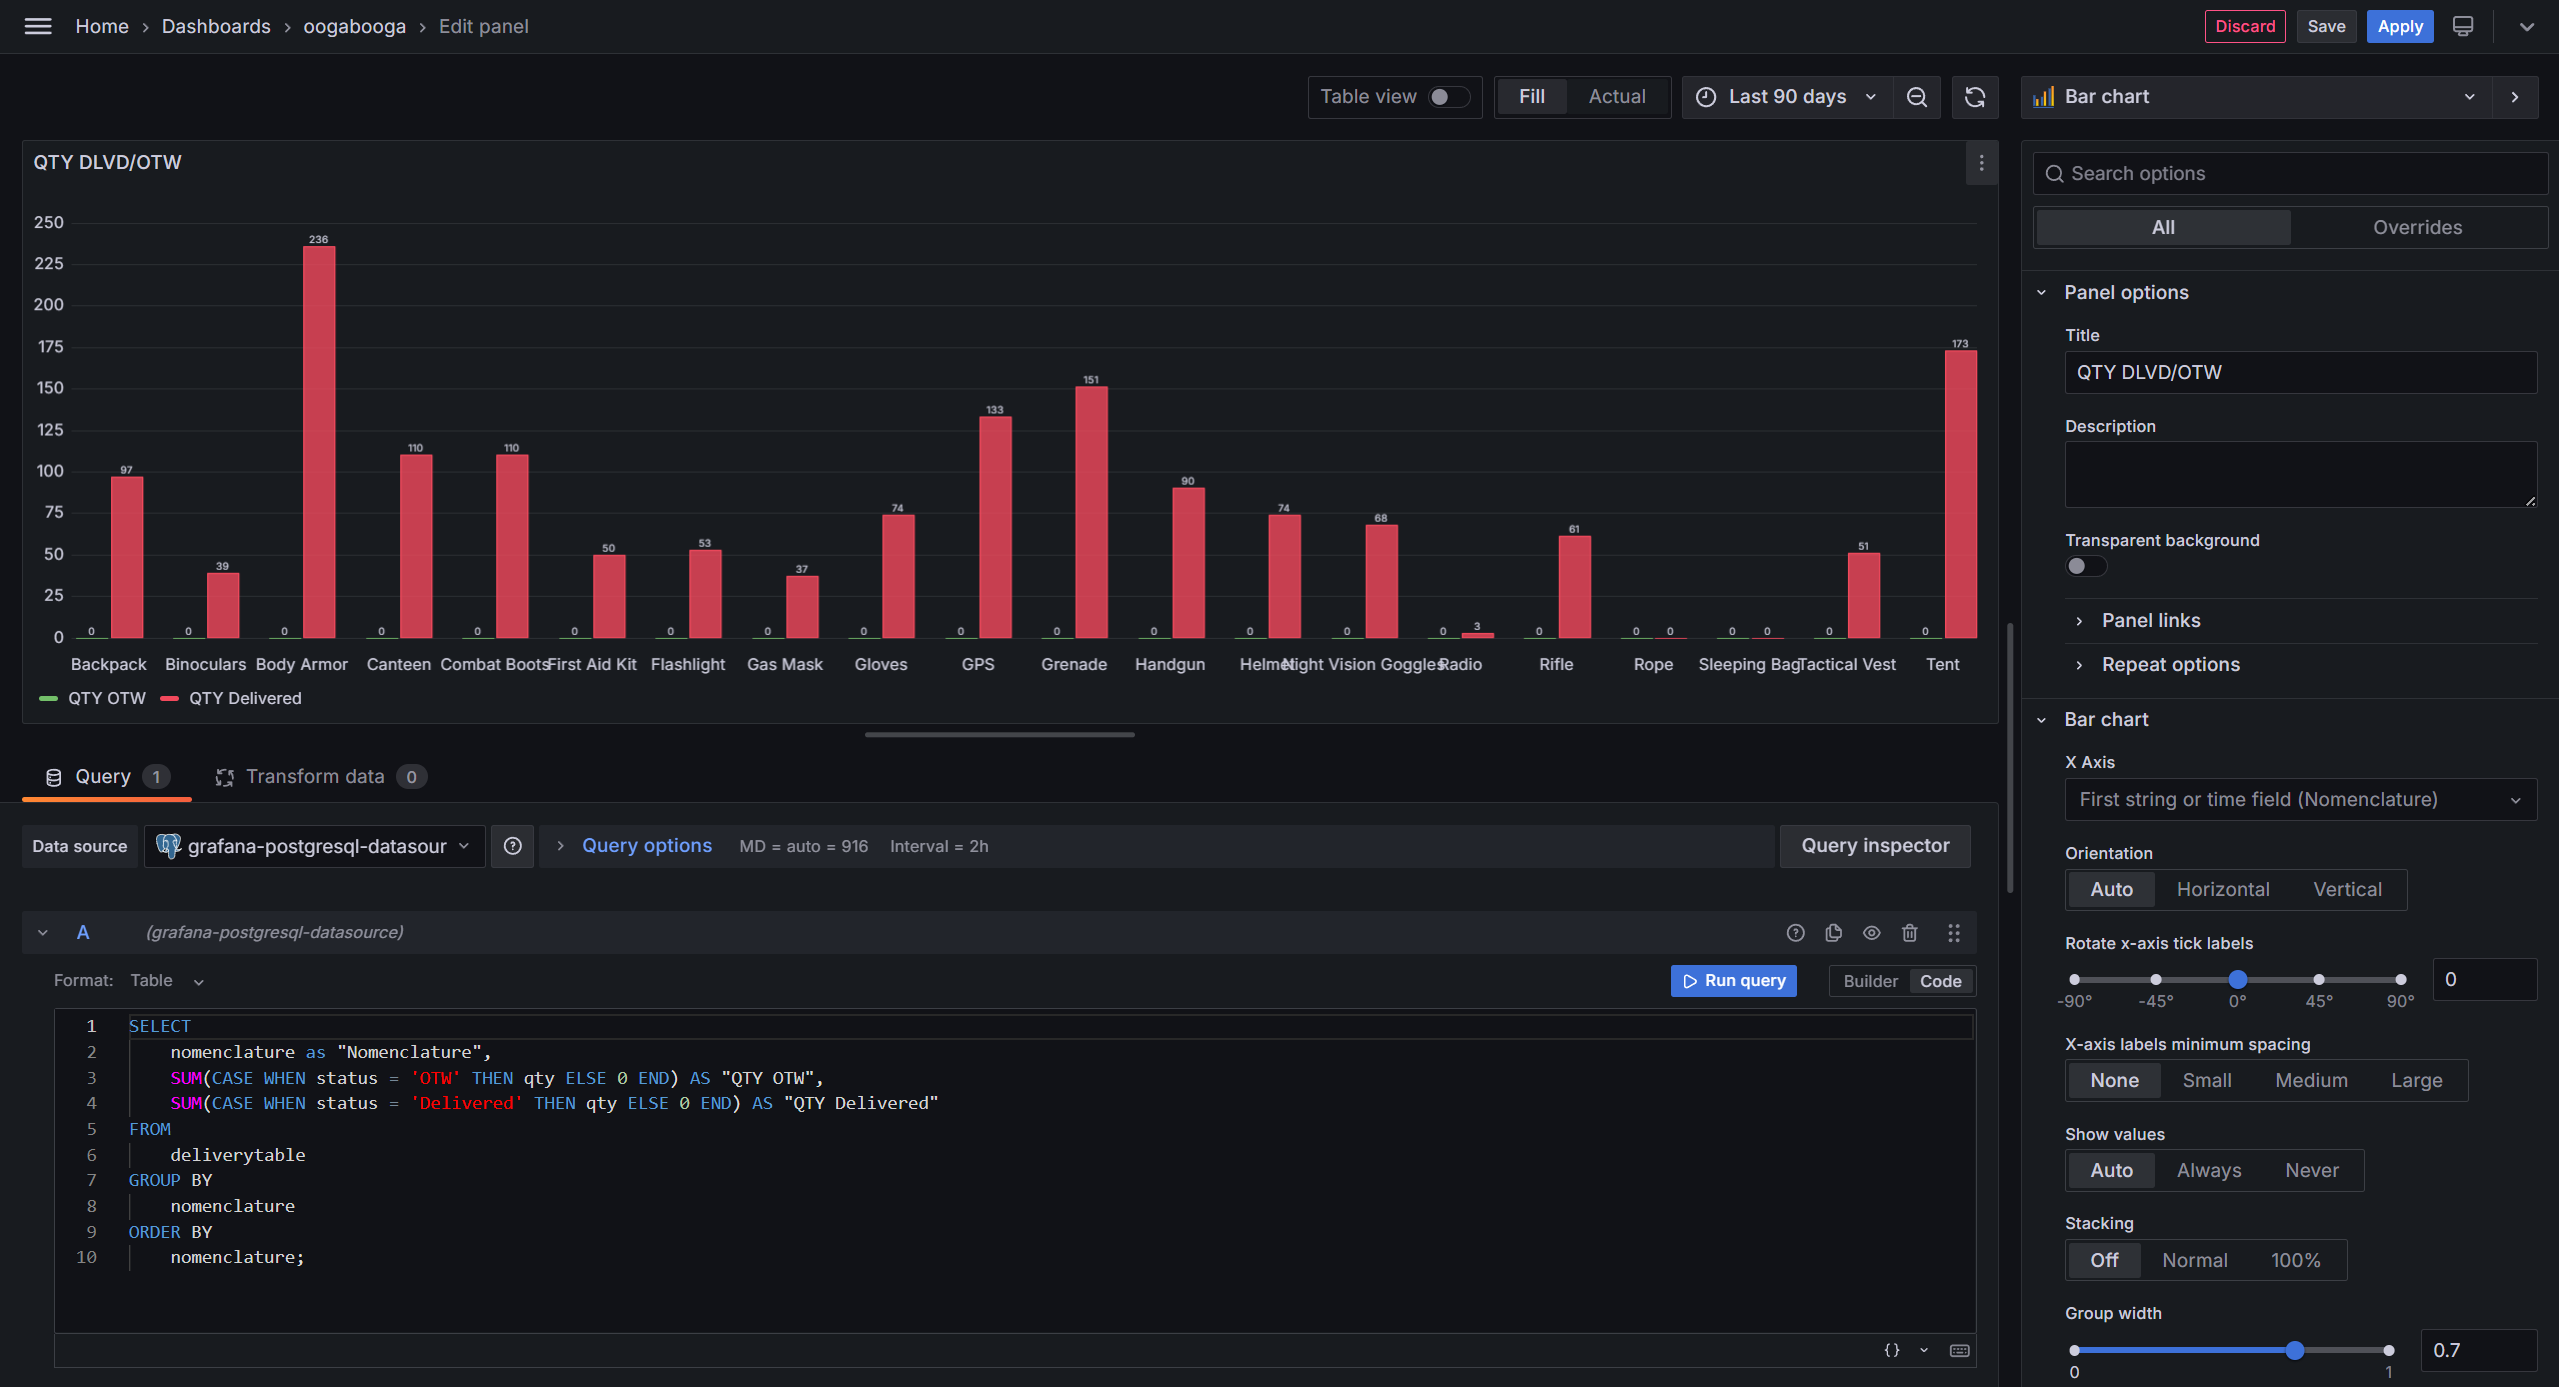 Home › Dashboards › oogabooga › Edit panel
Discard Save Apply
Table view Fill Actual Last 90 days
Bar chart
QTY DLVD/OTW
250
225
200
175
150
125
100
75
50
25
0
0 97 0 39 0 236 0 110 0 110 0 50 0 53 0 37 0 74 0 133 0 151 0 90 0 74 0 68 0 3 0 61 0 0 0 0 0 51 0 173
Backpack Binoculars Body Armor Canteen Combat Boots First Aid Kit Flashlight Gas Mask Gloves GPS Grenade Handgun Helmet Night Vision Goggles Radio Rifle Rope Sleeping Bag Tactical Vest Tent
QTY OTW QTY Delivered
Query 1 Transform data 0
Data source grafana-postgresql-datasour Query options MD = auto = 916 Interval = 2h Query inspector
A (grafana-postgresql-datasource)
Format: Table Run query Builder Code
1 SELECT
2 nomenclature as "Nomenclature",
3 SUM(CASE WHEN status = 'OTW' THEN qty ELSE 0 END) AS "QTY OTW",
4 SUM(CASE WHEN status = 'Delivered' THEN qty ELSE 0 END) AS "QTY Delivered"
5 FROM
6 deliverytable
7 GROUP BY
8 nomenclature
9 ORDER BY
10 nomenclature;
{}
Search options
All Overrides
Panel options
Title
QTY DLVD/OTW
Description
Transparent background
Panel links
Repeat options
Bar chart
X Axis
First string or time field (Nomenclature)
Orientation
Auto Horizontal Vertical
Rotate x-axis tick labels
0
-90° -45° 0° 45° 90°
X-axis labels minimum spacing
None Small Medium Large
Show values
Auto Always Never
Stacking
Off Normal 100%
Group width
0.7
0 1